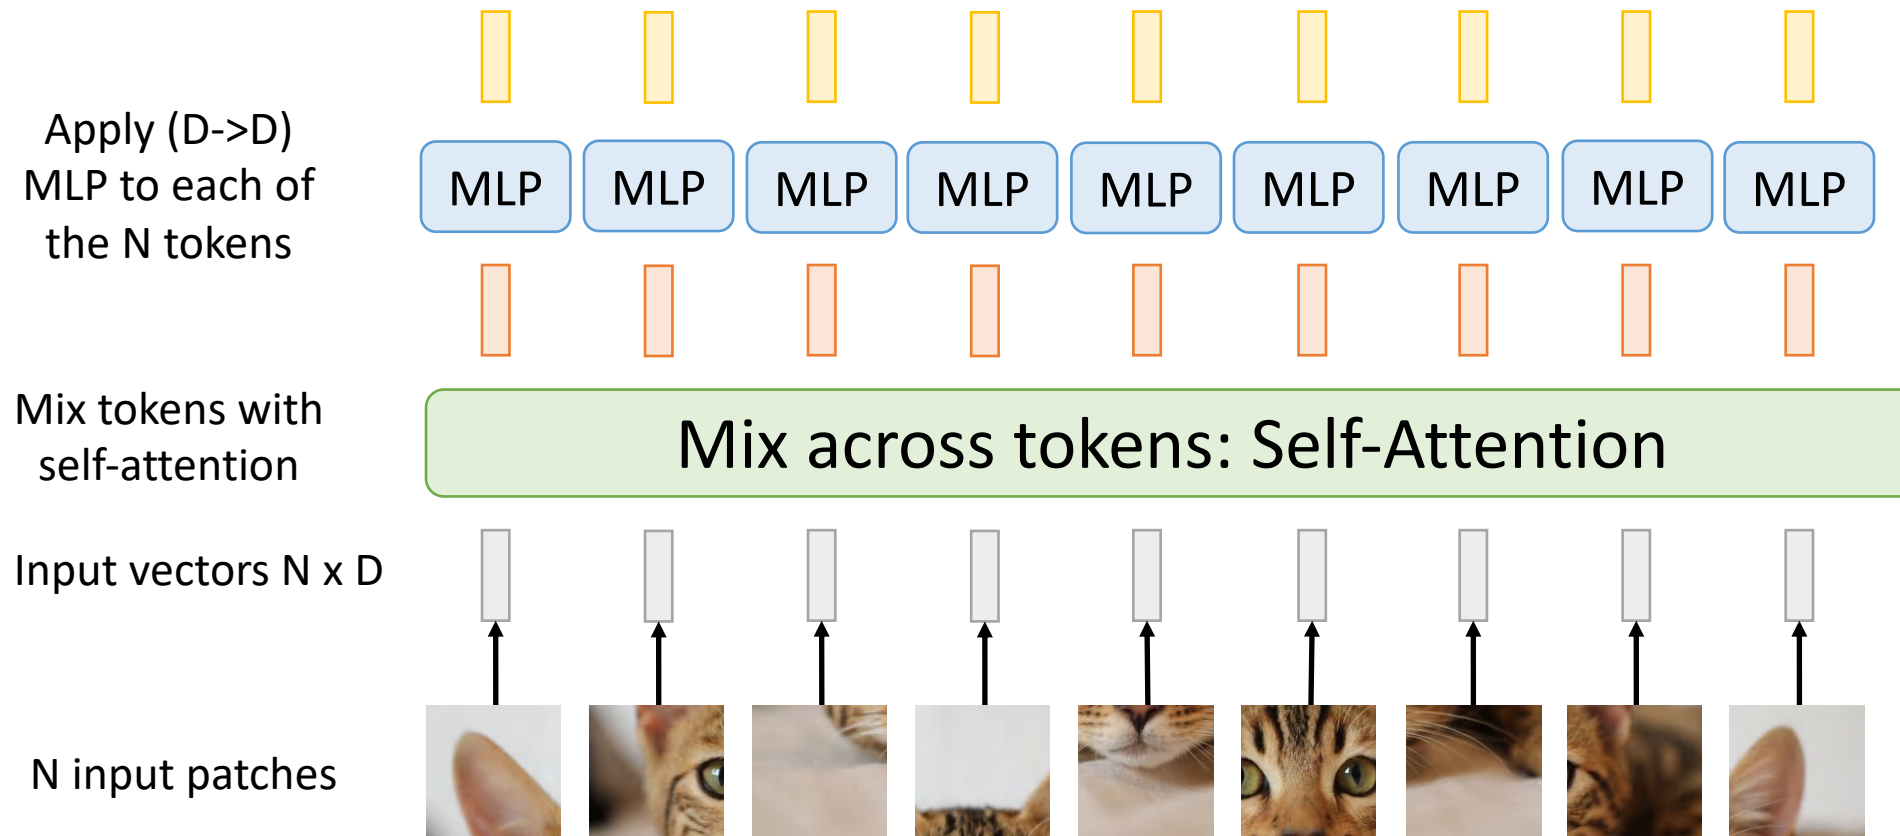 Apply (D->D)
MLP to each of
the N tokens
MLP MLP MLP MLP MLP MLP MLP MLP MLP
Mix tokens with
self-attention
Mix across tokens: Self-Attention
Input vectors N x D
N input patches